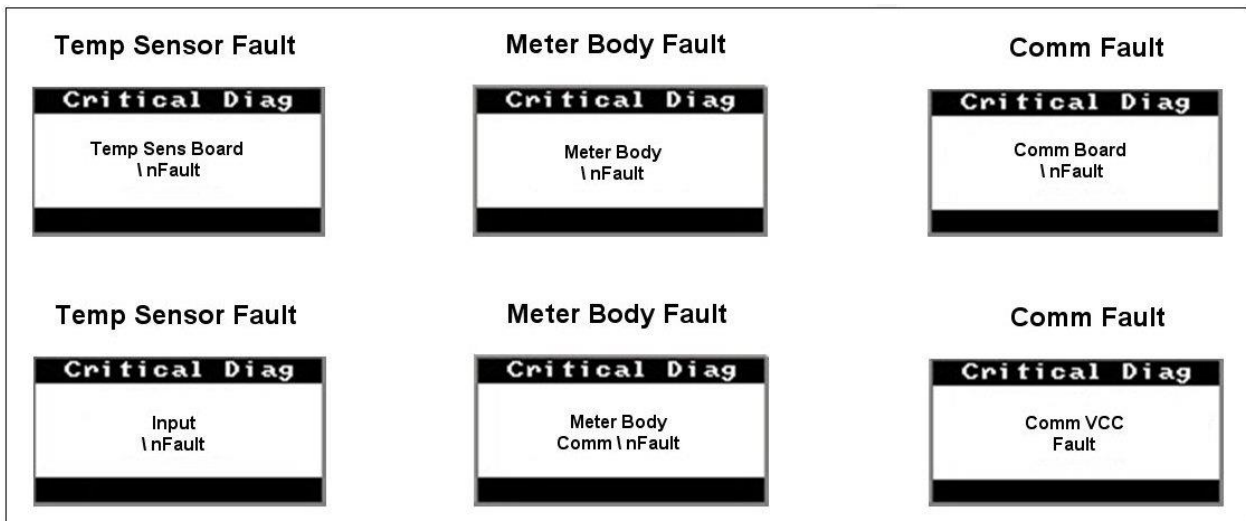 Temp Sensor Fault
Meter Body Fault
Comm Fault
Critical Diag
Temp Sens Board
\ nFault
Critical Diag
Meter Body
\ nFault
Critical Diag
Comm Board
\ nFault
Temp Sensor Fault
Meter Body Fault
Comm Fault
Critical Diag
Input
\ nFault
Critical Diag
Meter Body
Comm \ nFault
Critical Diag
Comm VCC
Fault